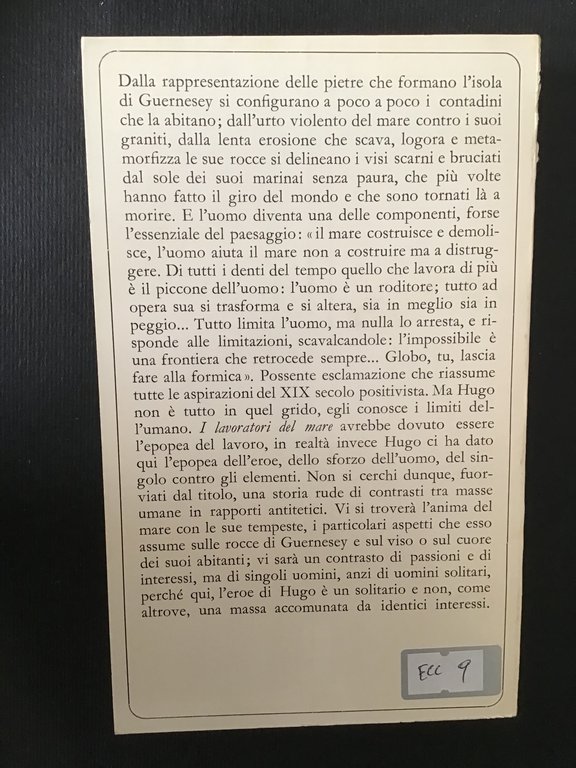 Dalla rappresentazione delle pietre che formano l'isola
di Guernesey si configurano a poco a poco i contadini
che la abitano; dall'urto violento del mare contro i suoi
graniti, dalla lenta erosione che scava, logora e meta-
morfizza le sue rocce si delineano i visi scarni e bruciati
dal sole dei suoi marinai senza paura, che più volte
hanno fatto il giro del mondo e che sono tornati là a
morire. E l'uomo diventa una delle componenti, forse
l'essenziale del paesaggio: « il mare costruisce e demoli-
sce, l'uomo aiuta il mare non a costruire ma a distrug-
gere. Di tutti i denti del tempo quello che lavora di più
è il piccone dell'uomo: l'uomo è un roditore; tutto ad
opera sua si trasforma e si altera, sia in meglio sia in
peggio... Tutto limita l'uomo, ma nulla lo arresta, e ri-
sponde alle limitazioni, scavalcandole: l'impossibile è
una frontiera che retrocede sempre... Globo, tu, lascia
fare alla formica ». Possente esclamazione che riassume
tutte le aspirazioni del XIX secolo positivista. Ma Hugo
non è tutto in quel grido, egli conosce i limiti del-
l'umano. I lavoratori del mare avrebbe dovuto essere
l'epopea del lavoro, in realtà invece Hugo ci ha dato
qui l'epopea dell'eroe, dello sforzo dell'uomo, del sin-
golo contro gli elementi. Non si cerchi dunque, fuor-
viati dal titolo, una storia rude di contrasti tra masse
umane in rapporti antitetici. Vi si troverà l'anima del
mare con le sue tempeste, i particolari aspetti che esso
assume sulle rocce di Guernesey e sul viso o sul cuore
dei suoi abitanti; vi sarà un contrasto di passioni e di
interessi, ma di singoli uomini, anzi di uomini solitari,
perché qui, l'eroe di Hugo è un solitario e non, come
altrove, una massa accomunata da identici interessi.
ECC 9